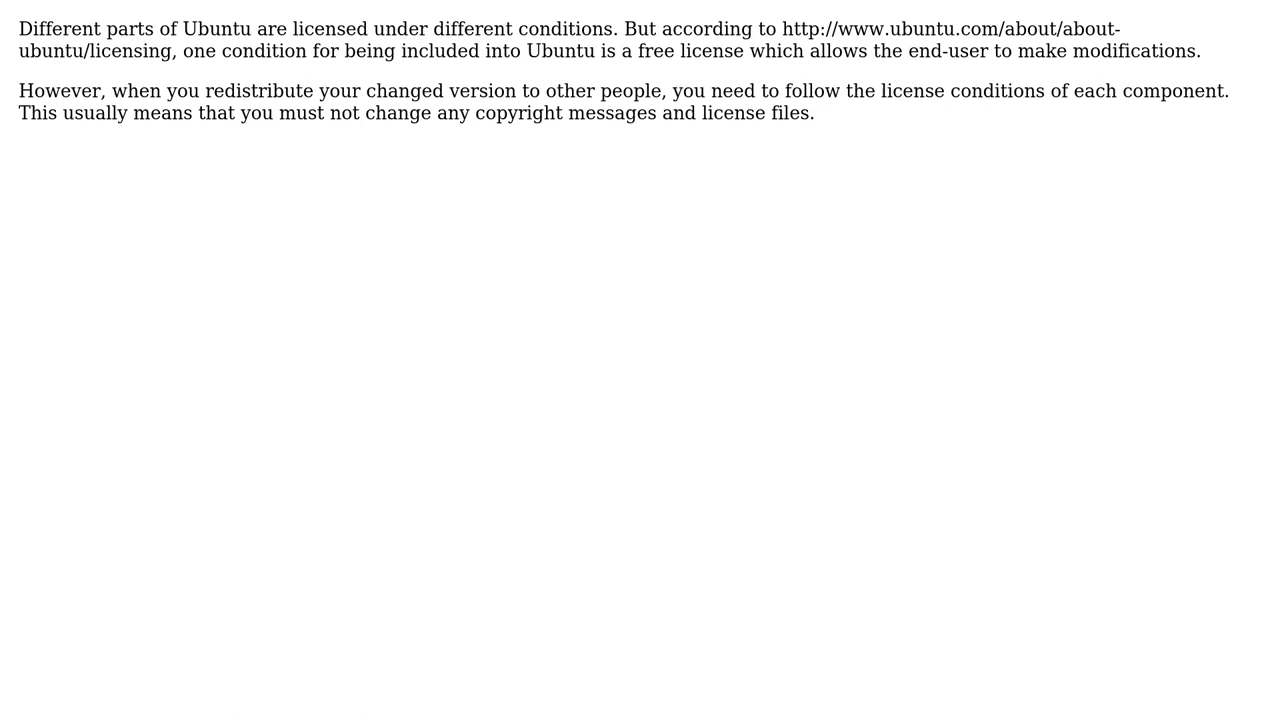 Different parts of Ubuntu are licensed under different conditions. But according to http://www.ubuntu.com/about/about-
ubuntu/licensing, one condition for being included into Ubuntu is a free license which allows the end-user to make modifications.
However, when you redistribute your changed version to other people, you need to follow the license conditions of each component.
This usually means that you must not change any copyright messages and license files.